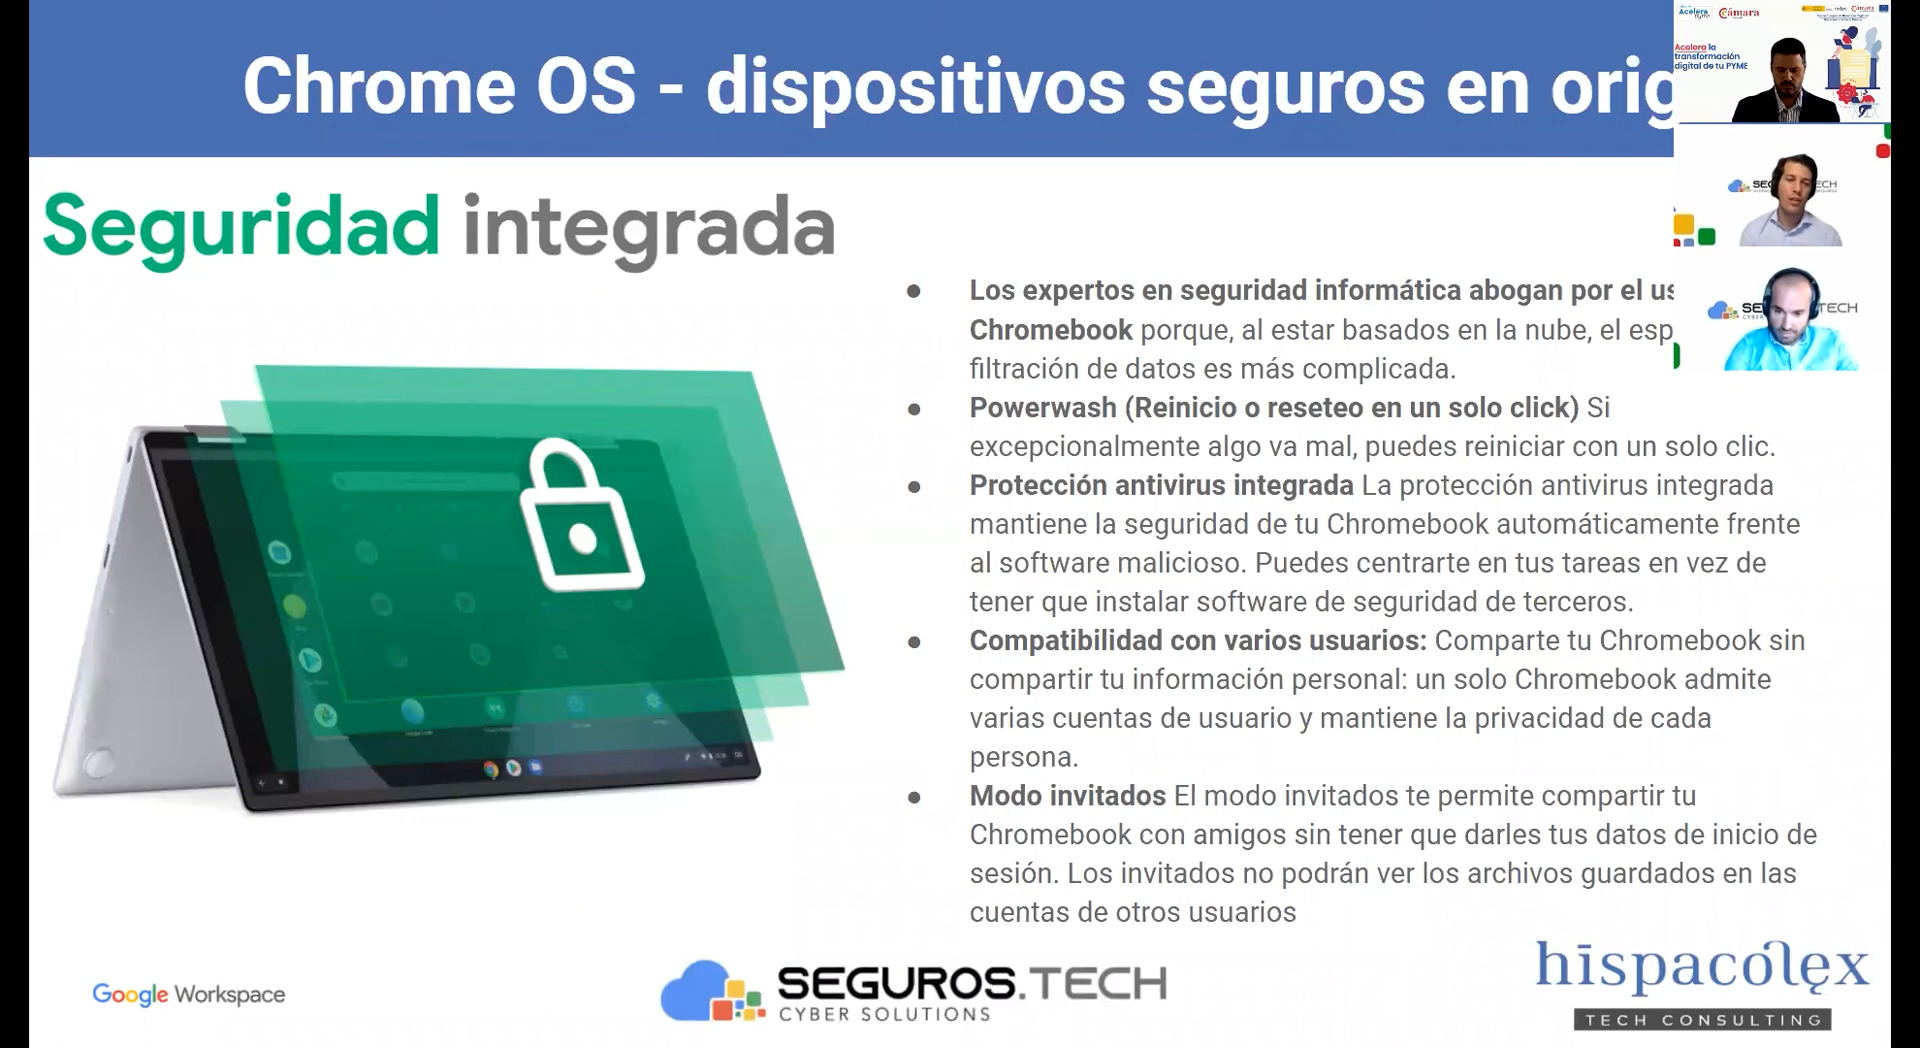 Chrome OS - dispositivos seguros en orig
Acelera
pyme
Cámara
Cámara
Acelera la
transformación
digital de tu PYME
Seguridad integrada
TECH
TECH
Los expertos en seguridad informática abogan por el us
Chromebook porque, al estar basados en la nube, el esp
filtración de datos es más complicada.
Powerwash (Reinicio o reseteo en un solo click) Si
excepcionalmente algo va mal, puedes reiniciar con un solo clic.
Protección antivirus integrada La protección antivirus integrada
mantiene la seguridad de tu Chromebook automáticamente frente
al software malicioso. Puedes centrarte en tus tareas en vez de
tener que instalar software de seguridad de terceros.
Compatibilidad con varios usuarios: Comparte tu Chromebook sin
compartir tu información personal: un solo Chromebook admite
varias cuentas de usuario y mantiene la privacidad de cada
persona.
Modo invitados El modo invitados te permite compartir tu
Chromebook con amigos sin tener que darles tus datos de inicio de
sesión. Los invitados no podrán ver los archivos guardados en las
cuentas de otros usuarios
Google Workspace
SEGUROS.TECH
CYBER SOLUTIONS
hispacolex
TECH CONSULTING